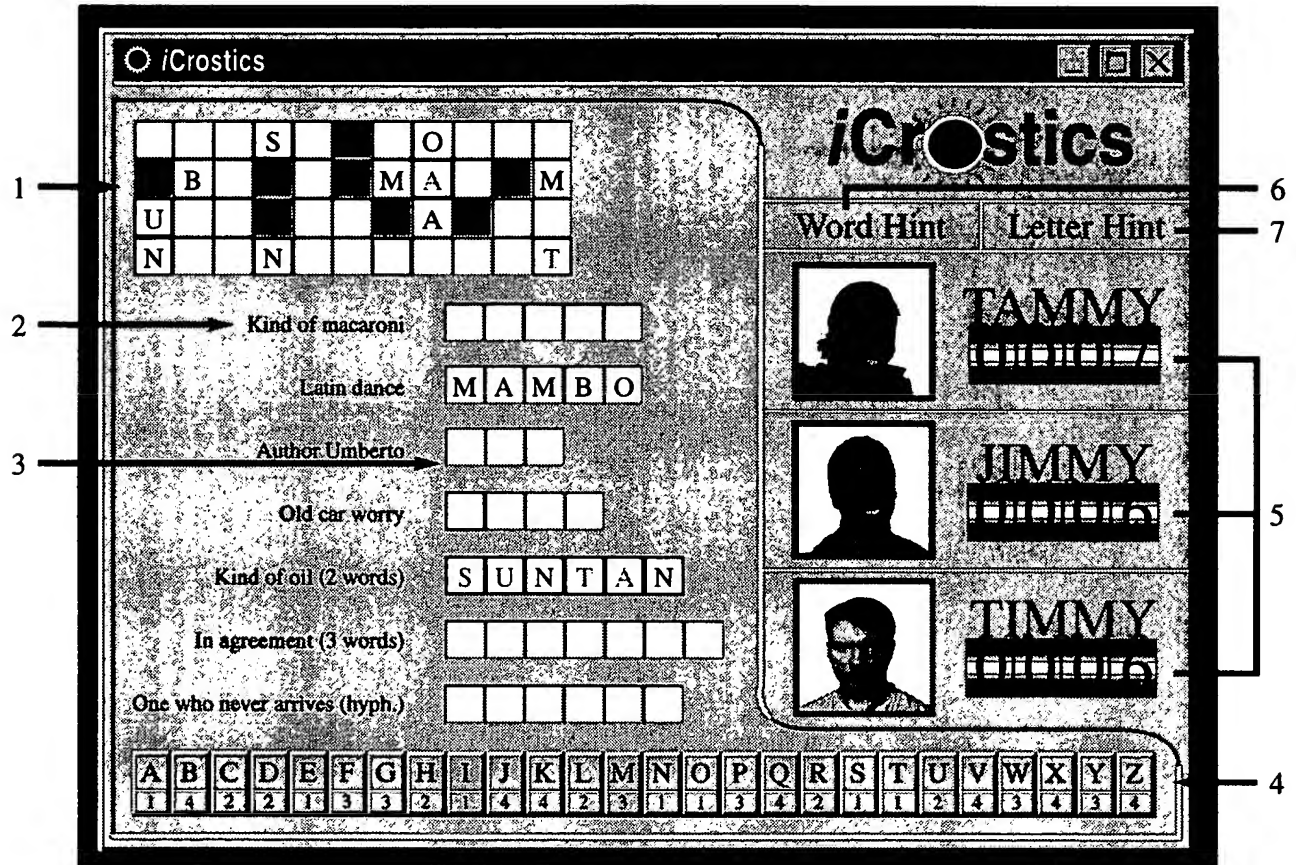 iCrostics
iCrostics
S O
B M A M
1
U A
N N T
6
Word Hint Letter Hint
7
2
Kind of macaroni
TAMMY
Latin dance
M A M B O
3
Author Umberto
JIMMY
Old car worry
5
Kind of oil (2 words)
S U N T A N
TIMMY
In agreement (3 words)
One who never arrives (hyph.)
A B C D E F G H I J K L M N O P Q R S T U V W X Y Z
1 4 2 2 1 3 3 2 1 4 4 2 3 1 1 3 4 2 1 1 2 4 3 4 3 4
4